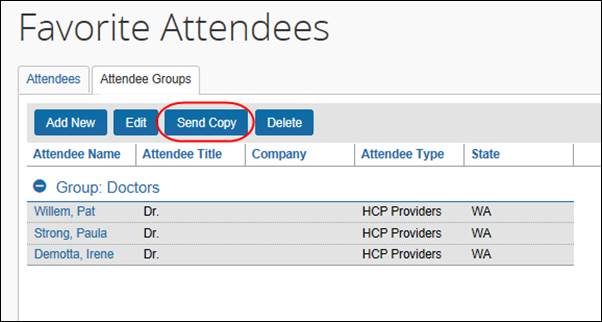 Favorite Attendees
Attendees Attendee Groups
Add New Edit Send Copy Delete
Attendee Name Attendee Title Company Attendee Type State
Group: Doctors
Willem, Pat Dr. HCP Providers WA
Strong, Paula Dr. HCP Providers WA
Demotta, Irene Dr. HCP Providers WA